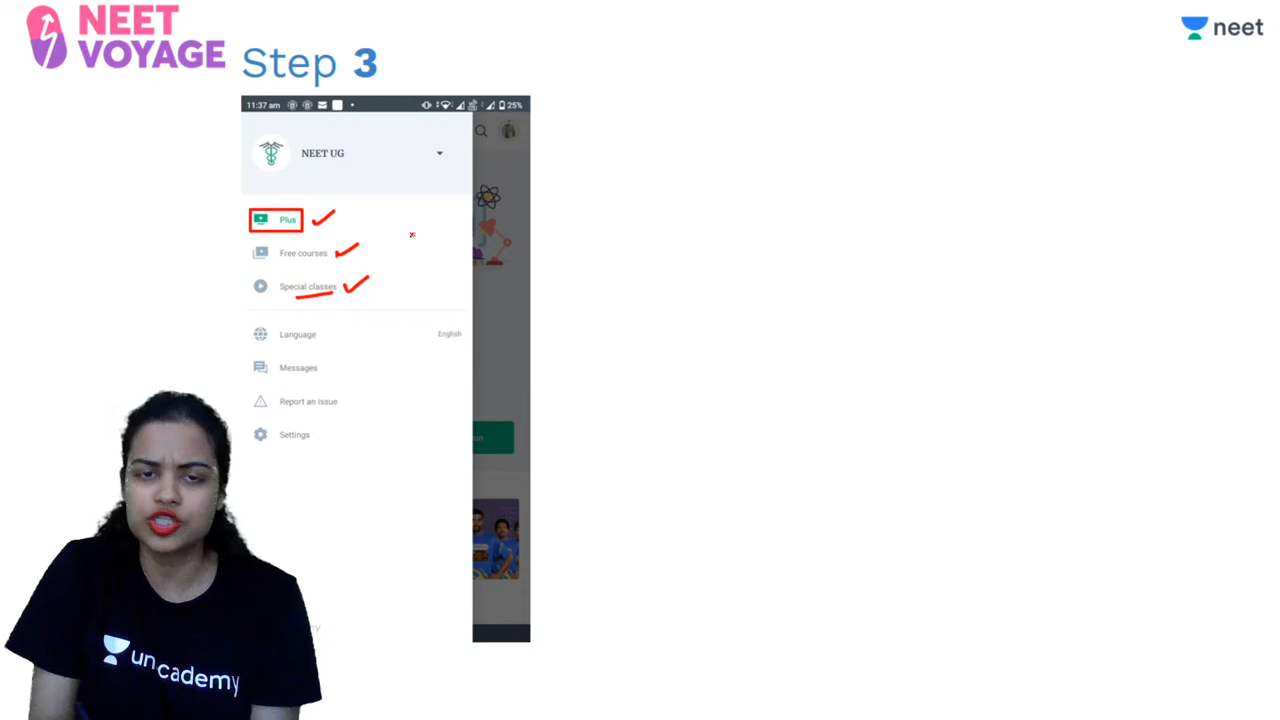 NEET
VOYAGE
neet
Step 3
11:37 am
25%
NEET UG
Plus
Free courses
Special classes
Language
English
Messages
Report an issue
Settings
unacademy